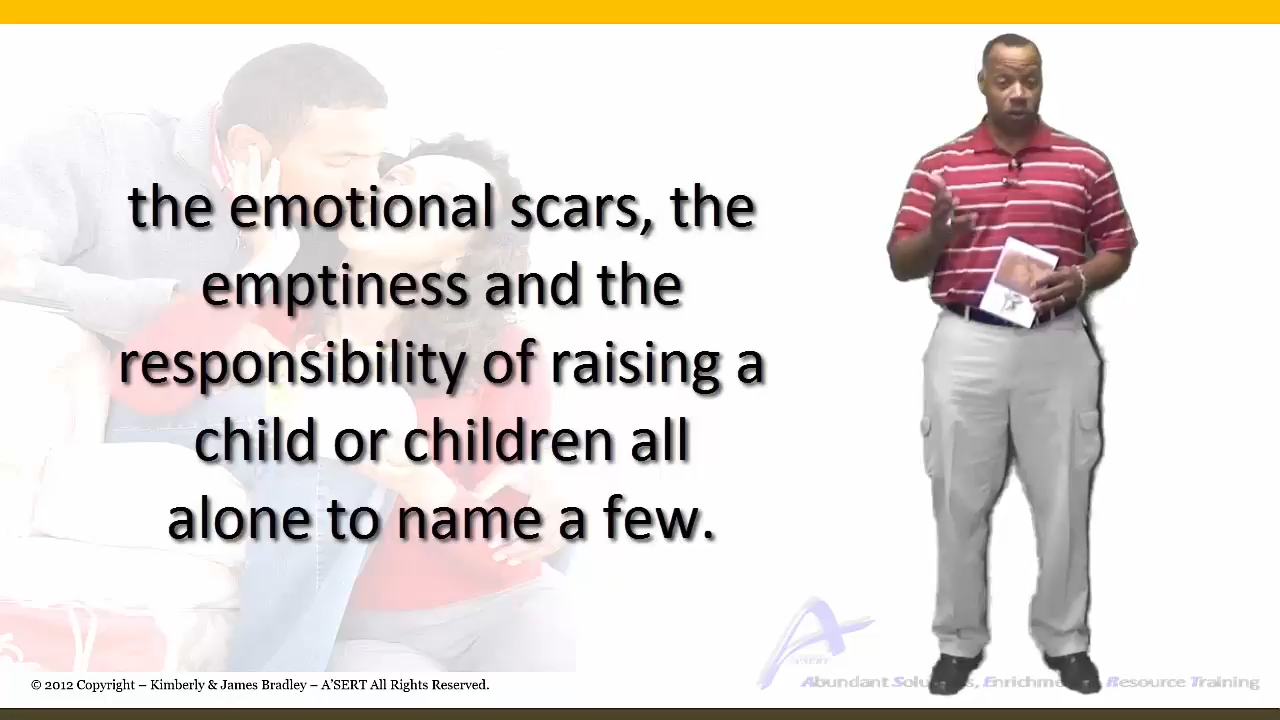 the emotional scars, the
emptiness and the
responsibility of raising a
child or children all
alone to name a few.
A'SERT
Abundant Solu s, Enrichme Resource Training
© 2012 Copyright – Kimberly & James Bradley – A'SERT All Rights Reserved.